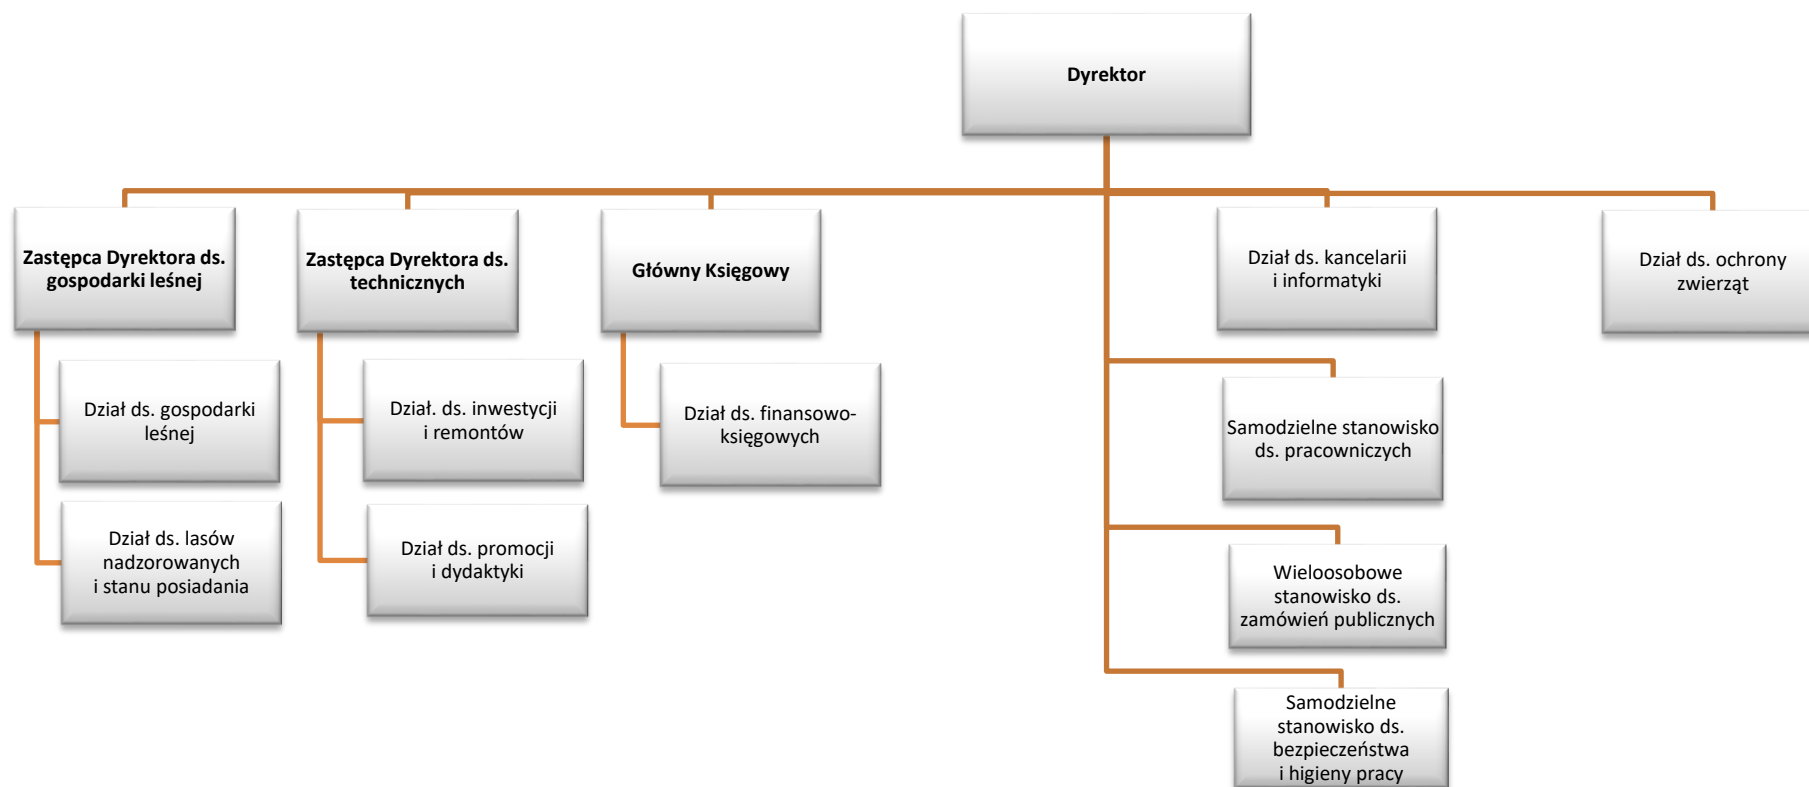 Dyrektor
Zastępca Dyrektora ds.
gospodarki leśnej
Zastępca Dyrektora ds.
technicznych
Główny Księgowy
Dział ds. kancelarii
i informatyki
Dział ds. ochrony
zwierząt
Dział ds. gospodarki
leśnej
Dział. ds. inwestycji
i remontów
Dział ds. finansowo-
księgowych
Samodzielne stanowisko
ds. pracowniczych
Dział ds. lasów
nadzorowanych
i stanu posiadania
Dział ds. promocji
i dydaktyki
Wieloosobowe
stanowisko ds.
zamówień publicznych
Samodzielne
stanowisko ds.
bezpieczeństwa
i higieny pracy